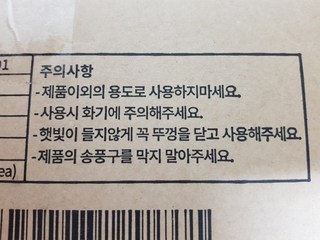 91
주의사항
-제품이외의 용도로 사용하지마세요.
-사용시 화기에 주의해주세요.
-햇빛이 들지않게 꼭 뚜껑을 닫고 사용해주세요.
-제품의 송풍구를 막지 말아주세요.
ea)